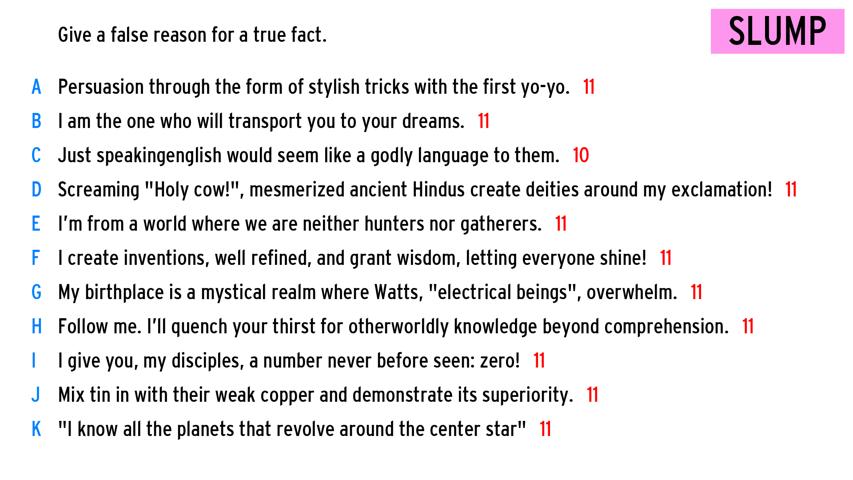 Give a false reason for a true fact.
SLUMP
A Persuasion through the form of stylish tricks with the first yo-yo. 11
B I am the one who will transport you to your dreams. 11
C Just speakingenglish would seem like a godly language to them. 10
D Screaming "Holy cow!", mesmerized ancient Hindus create deities around my exclamation! 11
E I'm from a world where we are neither hunters nor gatherers. 11
F I create inventions, well refined, and grant wisdom, letting everyone shine! 11
G My birthplace is a mystical realm where Watts, "electrical beings", overwhelm. 11
H Follow me. I'll quench your thirst for otherworldly knowledge beyond comprehension. 11
I I give you, my disciples, a number never before seen: zero! 11
J Mix tin in with their weak copper and demonstrate its superiority. 11
K "I know all the planets that revolve around the center star" 11